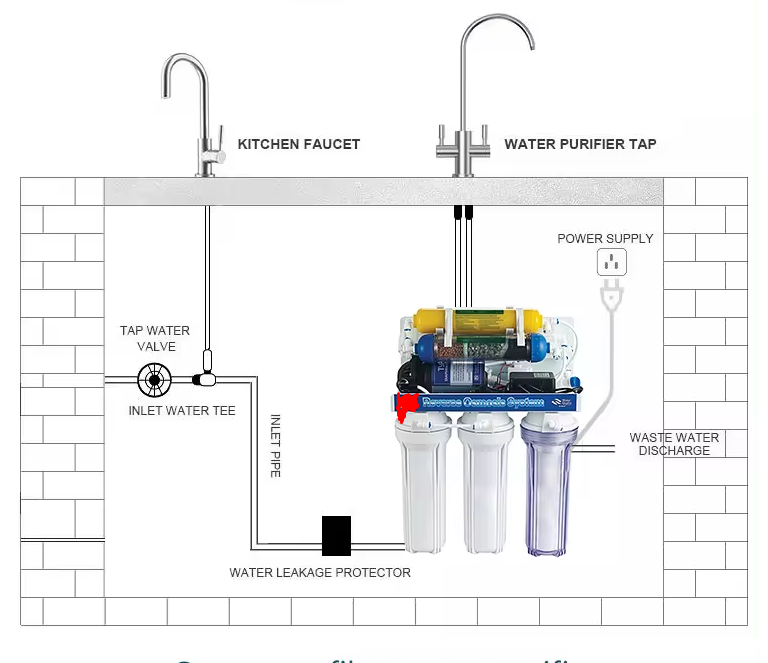 KITCHEN FAUCET
WATER PURIFIER TAP
POWER SUPPLY
TAP WATER
VALVE
INLET WATER TEE
Reverse Osmosis System
INLET PIPE
WASTE WATER
DISCHARGE
WATER LEAKAGE PROTECTOR